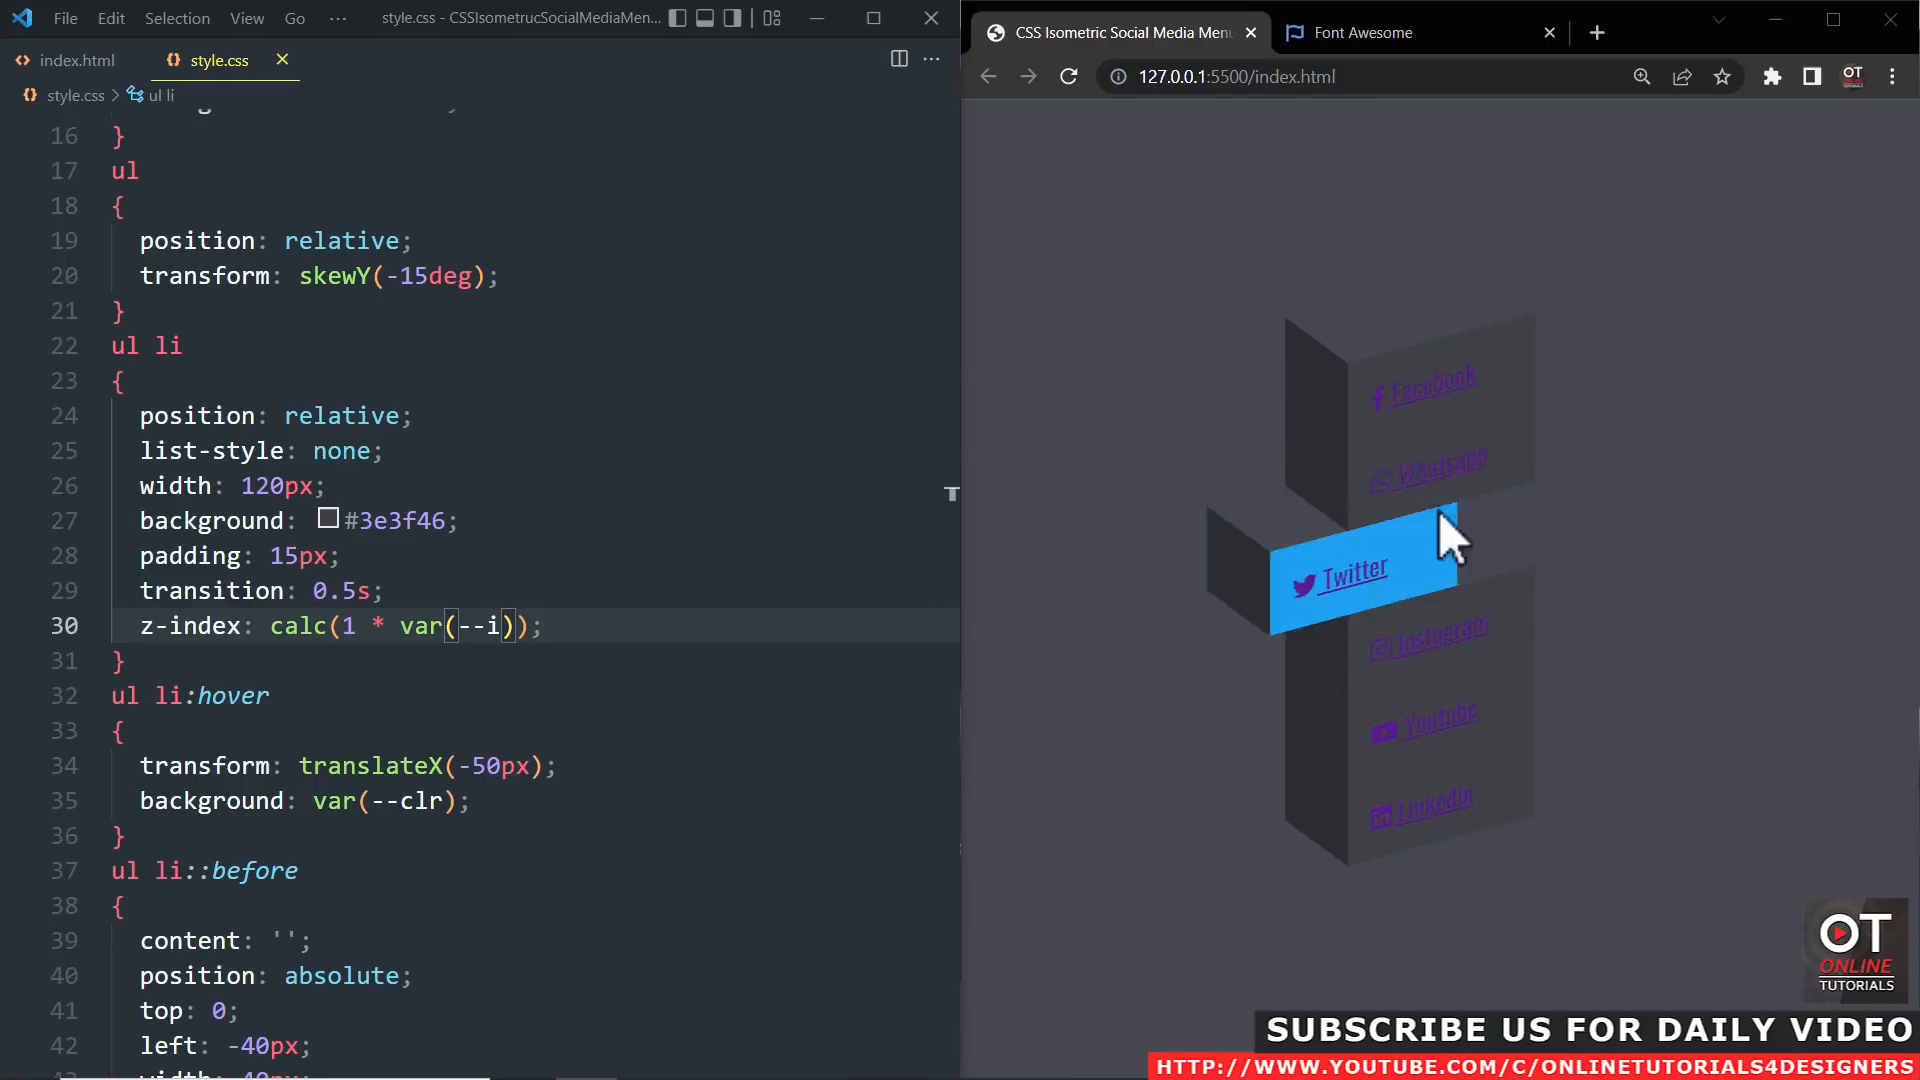 File Edit Selection View Go ··· style.css - CSSIsometrucSocialMediaMen...
index.html style.css
style.css > ul li
16 }
17 ul
18 {
19 position: relative;
20 transform: skewY(-15deg);
21 }
22 ul li
23 {
24 position: relative;
25 list-style: none;
26 width: 120px;
27 background: #3e3f46;
28 padding: 15px;
29 transition: 0.5s;
30 z-index: calc(1 * var(--i));
31 }
32 ul li:hover
33 {
34 transform: translateX(-50px);
35 background: var(--clr);
36 }
37 ul li::before
38 {
39 content: '';
40 position: absolute;
41 top: 0;
42 left: -40px;
CSS Isometric Social Media Menu
Font Awesome
127.0.0.1:5500/index.html
Facebook
Whatsapp
Twitter
Instagram
Youtube
Linkedin
OT
ONLINE
TUTORIALS
SUBSCRIBE US FOR DAILY VIDEO
HTTP://WWW.YOUTUBE.COM/C/ONLINETUTORIALS4DESIGNERS